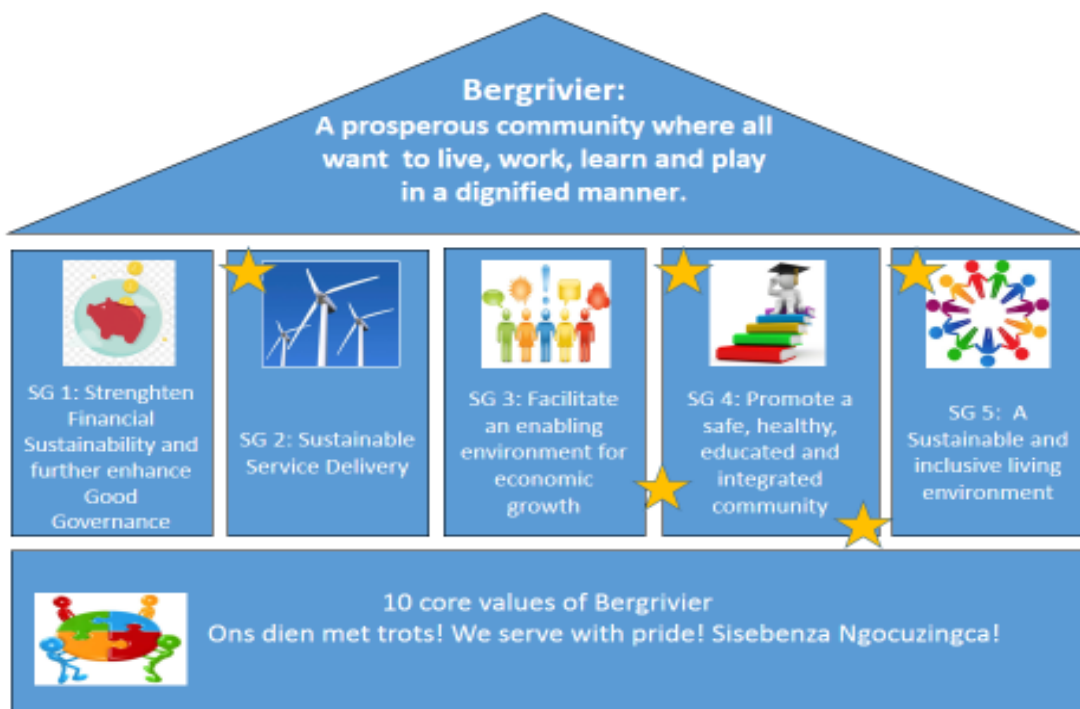 Bergrivier:
A prosperous community where all
want to live, work, learn and play
in a dignified manner.
SG 1: Strenghten
Financial
Sustainability and
further enhance
Good
Governance
SG 2: Sustainable
Service Delivery
SG 3: Facilitate
an enabling
environment for
economic
growth
SG 4: Promote a
safe, healthy,
educated and
integrated
community
SG 5: A
Sustainable and
inclusive living
environment
10 core values of Bergrivier
Ons dien met trots! We serve with pride! Sisebenza Ngocuzingca!